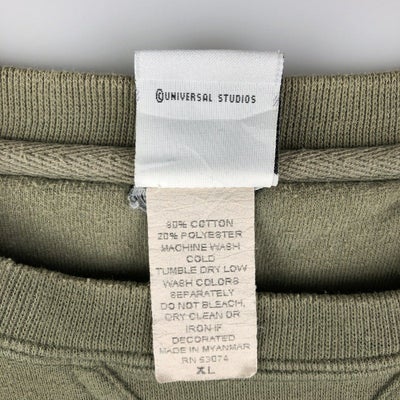 ©UNIVERSAL STUDIOS
80% COTTON
20% POLYESTER
MACHINE WASH
COLD
TUMBLE DRY LOW
WASH COLORS
SEPARATELY
DO NOT BLEACH,
DRY CLEAN OR
IRON IF
DECORATED
MADE IN MYANMAR
RN 63074
XL